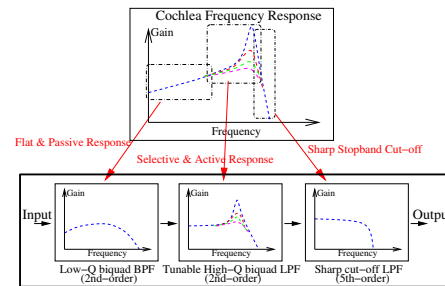 Cochlea Frequency Response
Gain
Frequency
Flat & Passive Response
Selective & Active Response
Sharp Stopband Cut-off
Input
Gain
Frequency
Gain
Frequency
Gain
Frequency
Output
Low-Q biquad BPF
(2nd-order)
Tunable High-Q biquad LPF
(2nd-order)
Sharp cut-off LPF
(5th-order)